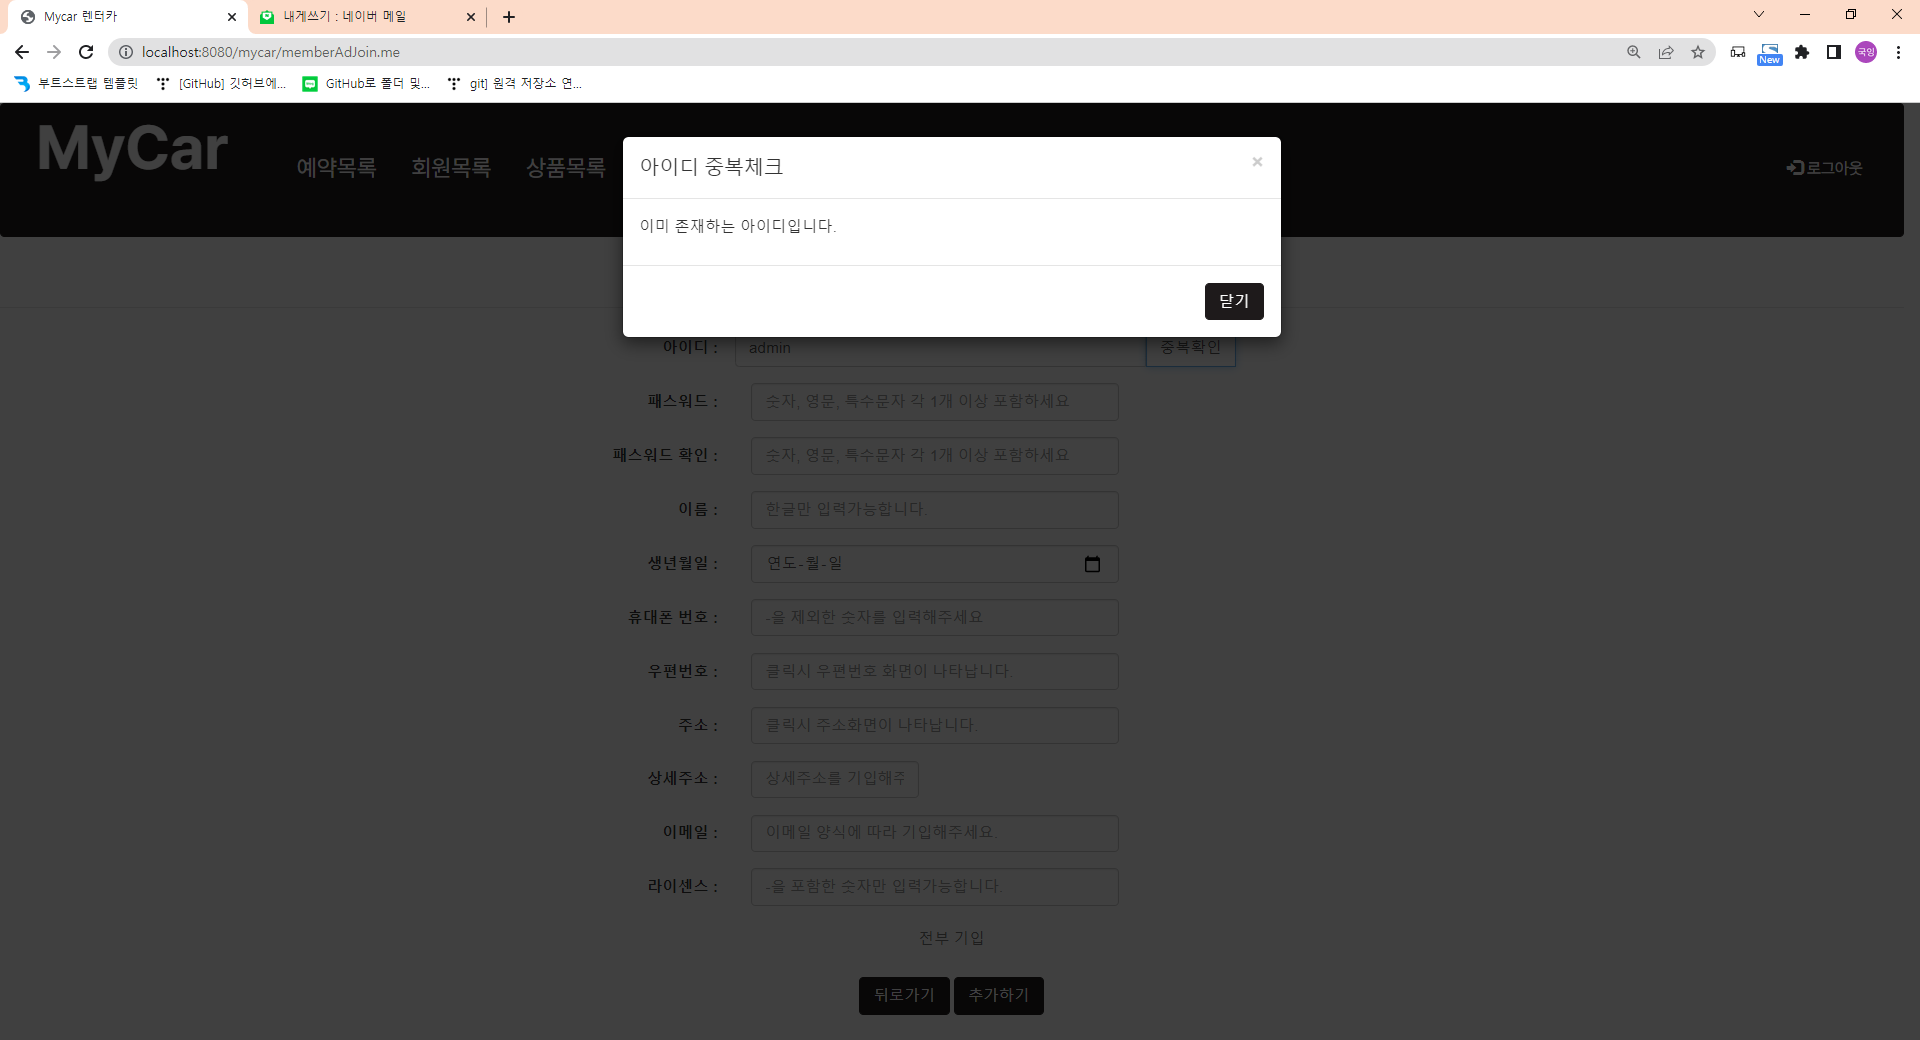 Mycar 렌터카
내게쓰기 : 네이버 메일
localhost:8080/mycar/memberAdJoin.me
New
국잉
부트스트랩 템플릿
[GitHub] 깃허브에...
GitHub로 폴더 및...
git] 원격 저장소 연...
MyCar
예약목록
회원목록
상품목록
로그아웃
아이디 중복체크
×
이미 존재하는 아이디입니다.
닫기
아이디 : admin 중복확인
패스워드 : 숫자, 영문, 특수문자 각 1개 이상 포함하세요
패스워드 확인 : 숫자, 영문, 특수문자 각 1개 이상 포함하세요
이름 : 한글만 입력가능합니다.
생년월일 : 연도-월-일
휴대폰 번호 : -을 제외한 숫자를 입력해주세요
우편번호 : 클릭시 우편번호 화면이 나타납니다.
주소 : 클릭시 주소화면이 나타납니다.
상세주소 : 상세주소를 기입해주
이메일 : 이메일 양식에 따라 기입해주세요.
라이센스 : -을 포함한 숫자만 입력가능합니다.
전부 기입
뒤로가기 추가하기